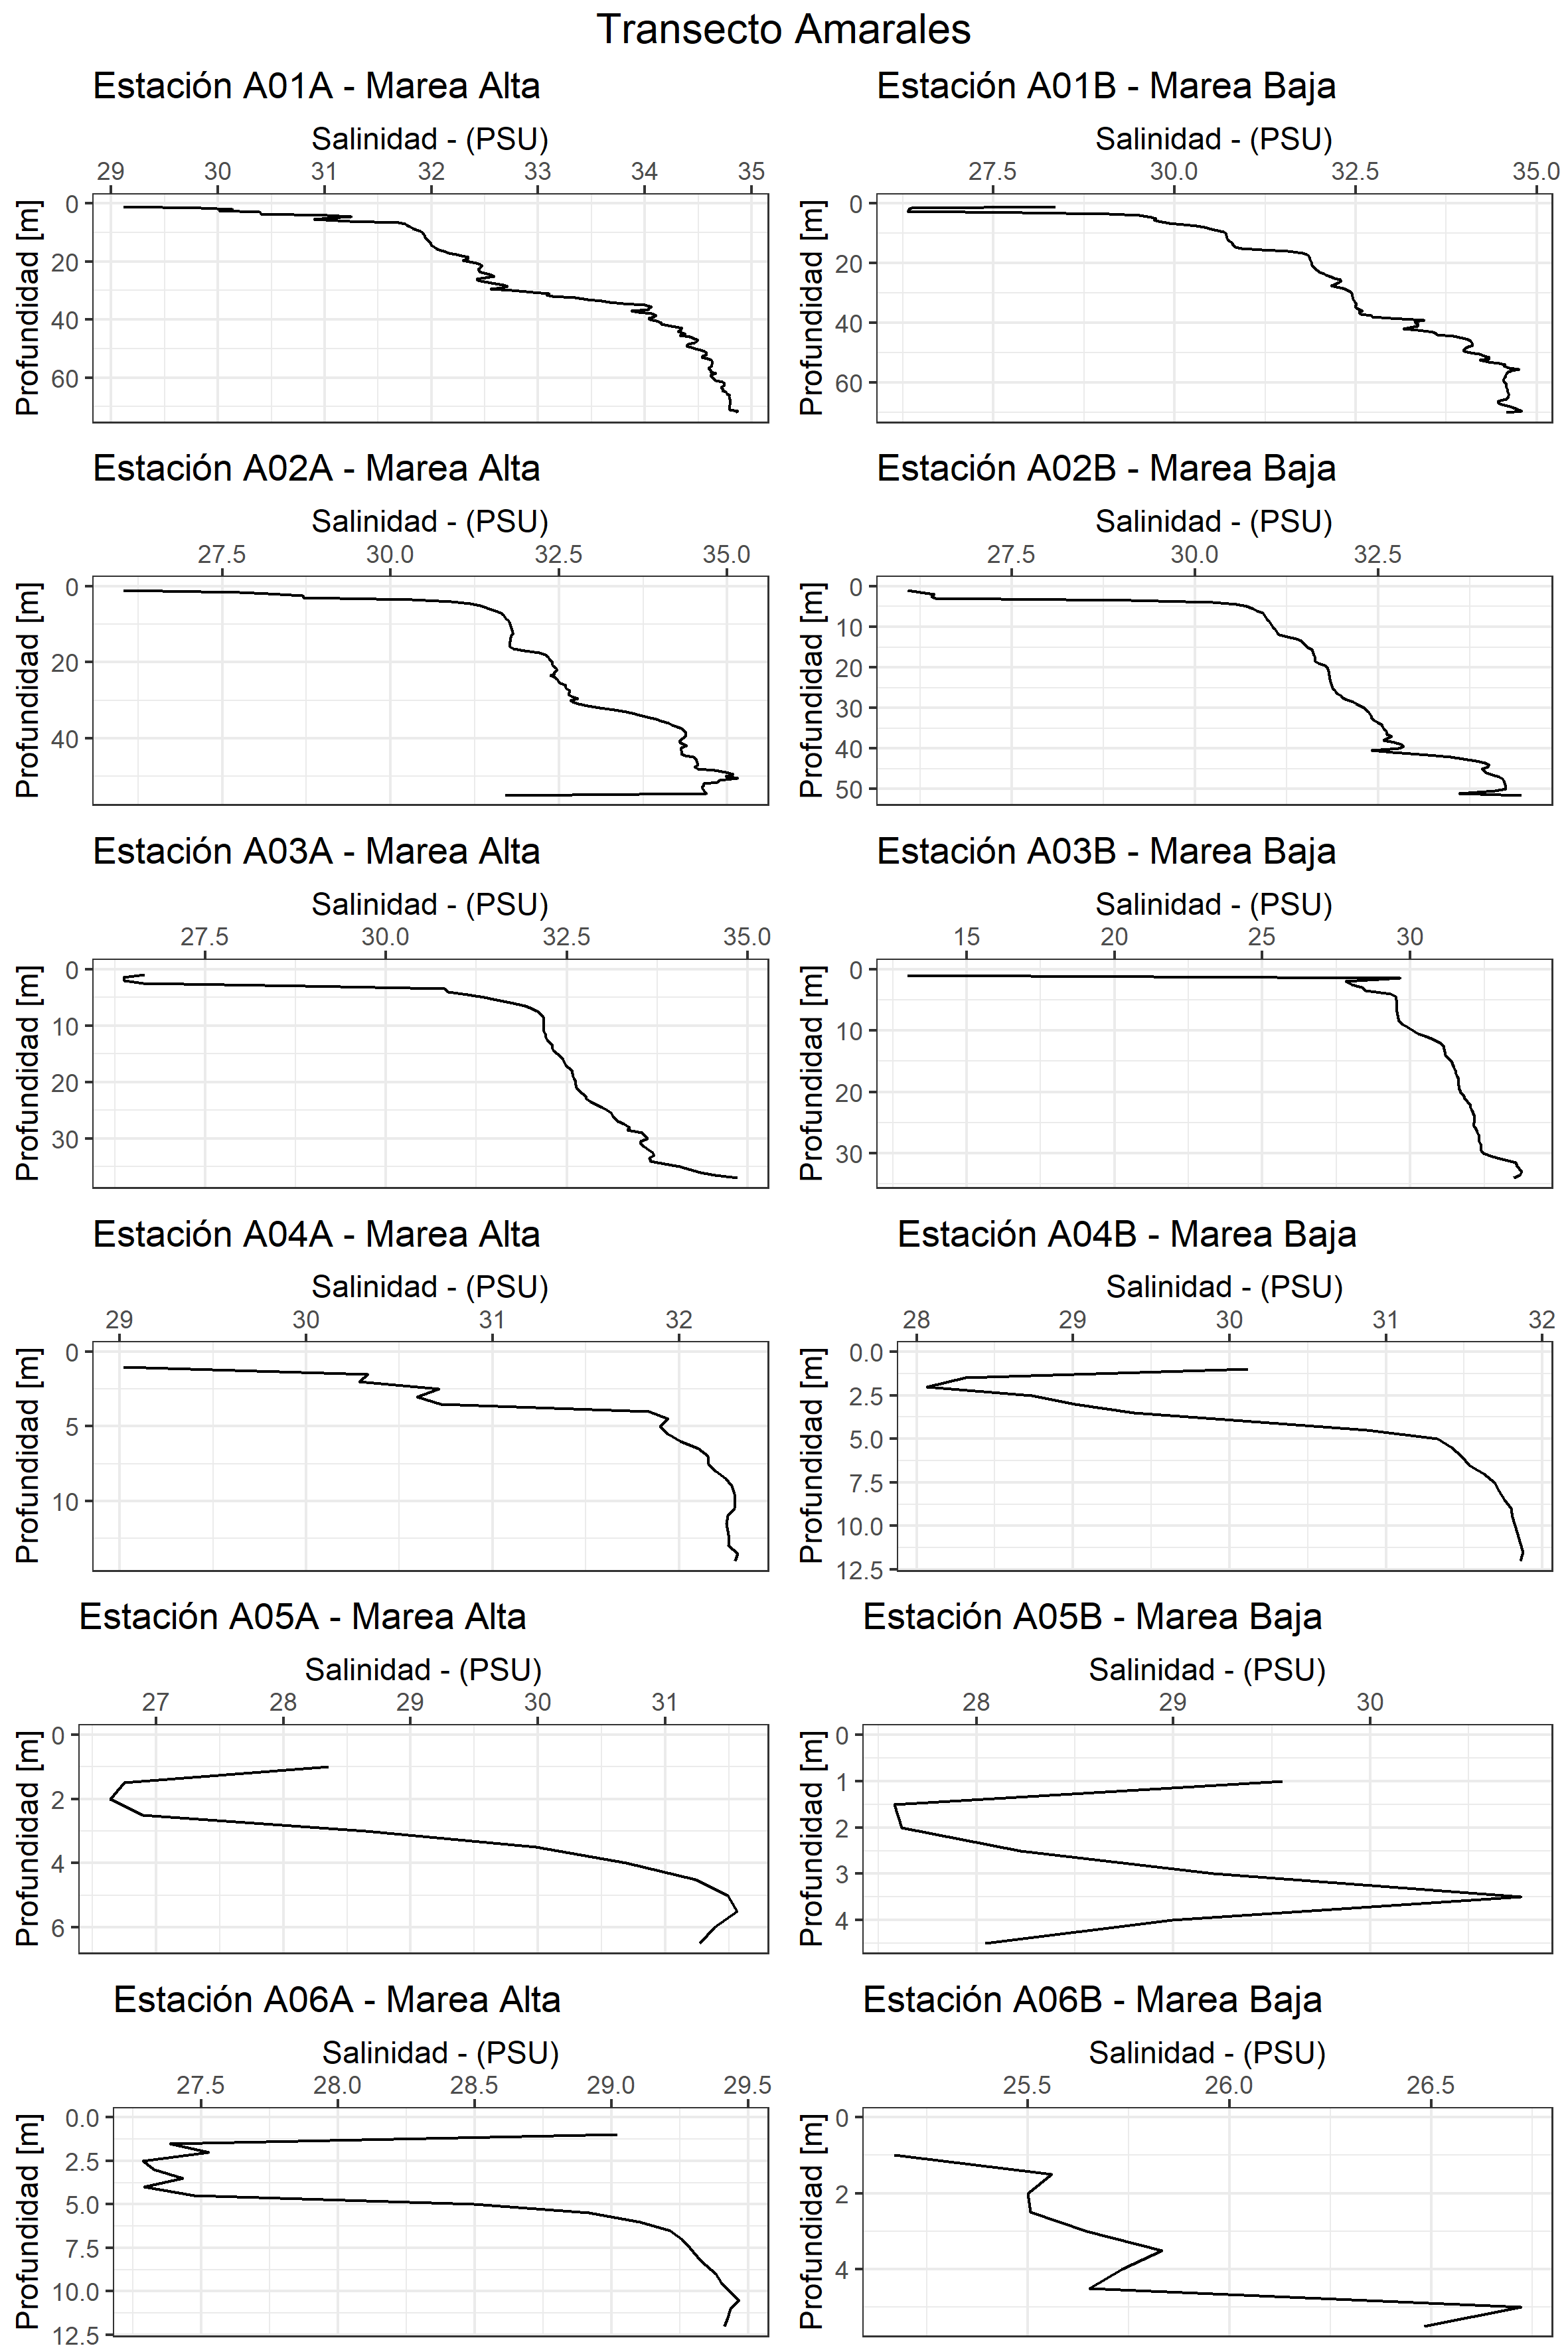 Transecto Amarales
Estación A01A - Marea Alta
Salinidad - (PSU)
29 30 31 32 33 34 35
Profundidad [m]
0
20
40
60
Estación A01B - Marea Baja
Salinidad - (PSU)
27.5 30.0 32.5 35.0
Profundidad [m]
0
20
40
60
Estación A02A - Marea Alta
Salinidad - (PSU)
27.5 30.0 32.5 35.0
Profundidad [m]
0
20
40
Estación A02B - Marea Baja
Salinidad - (PSU)
27.5 30.0 32.5
Profundidad [m]
0
10
20
30
40
50
Estación A03A - Marea Alta
Salinidad - (PSU)
27.5 30.0 32.5 35.0
Profundidad [m]
0
10
20
30
Estación A03B - Marea Baja
Salinidad - (PSU)
15 20 25 30
Profundidad [m]
0
10
20
30
Estación A04A - Marea Alta
Salinidad - (PSU)
29 30 31 32
Profundidad [m]
0
5
10
Estación A04B - Marea Baja
Salinidad - (PSU)
28 29 30 31 32
Profundidad [m]
0.0
2.5
5.0
7.5
10.0
12.5
Estación A05A - Marea Alta
Salinidad - (PSU)
27 28 29 30 31
Profundidad [m]
0
2
4
6
Estación A05B - Marea Baja
Salinidad - (PSU)
28 29 30
Profundidad [m]
0
1
2
3
4
Estación A06A - Marea Alta
Salinidad - (PSU)
27.5 28.0 28.5 29.0 29.5
Profundidad [m]
0.0
2.5
5.0
7.5
10.0
12.5
Estación A06B - Marea Baja
Salinidad - (PSU)
25.5 26.0 26.5
Profundidad [m]
0
2
4